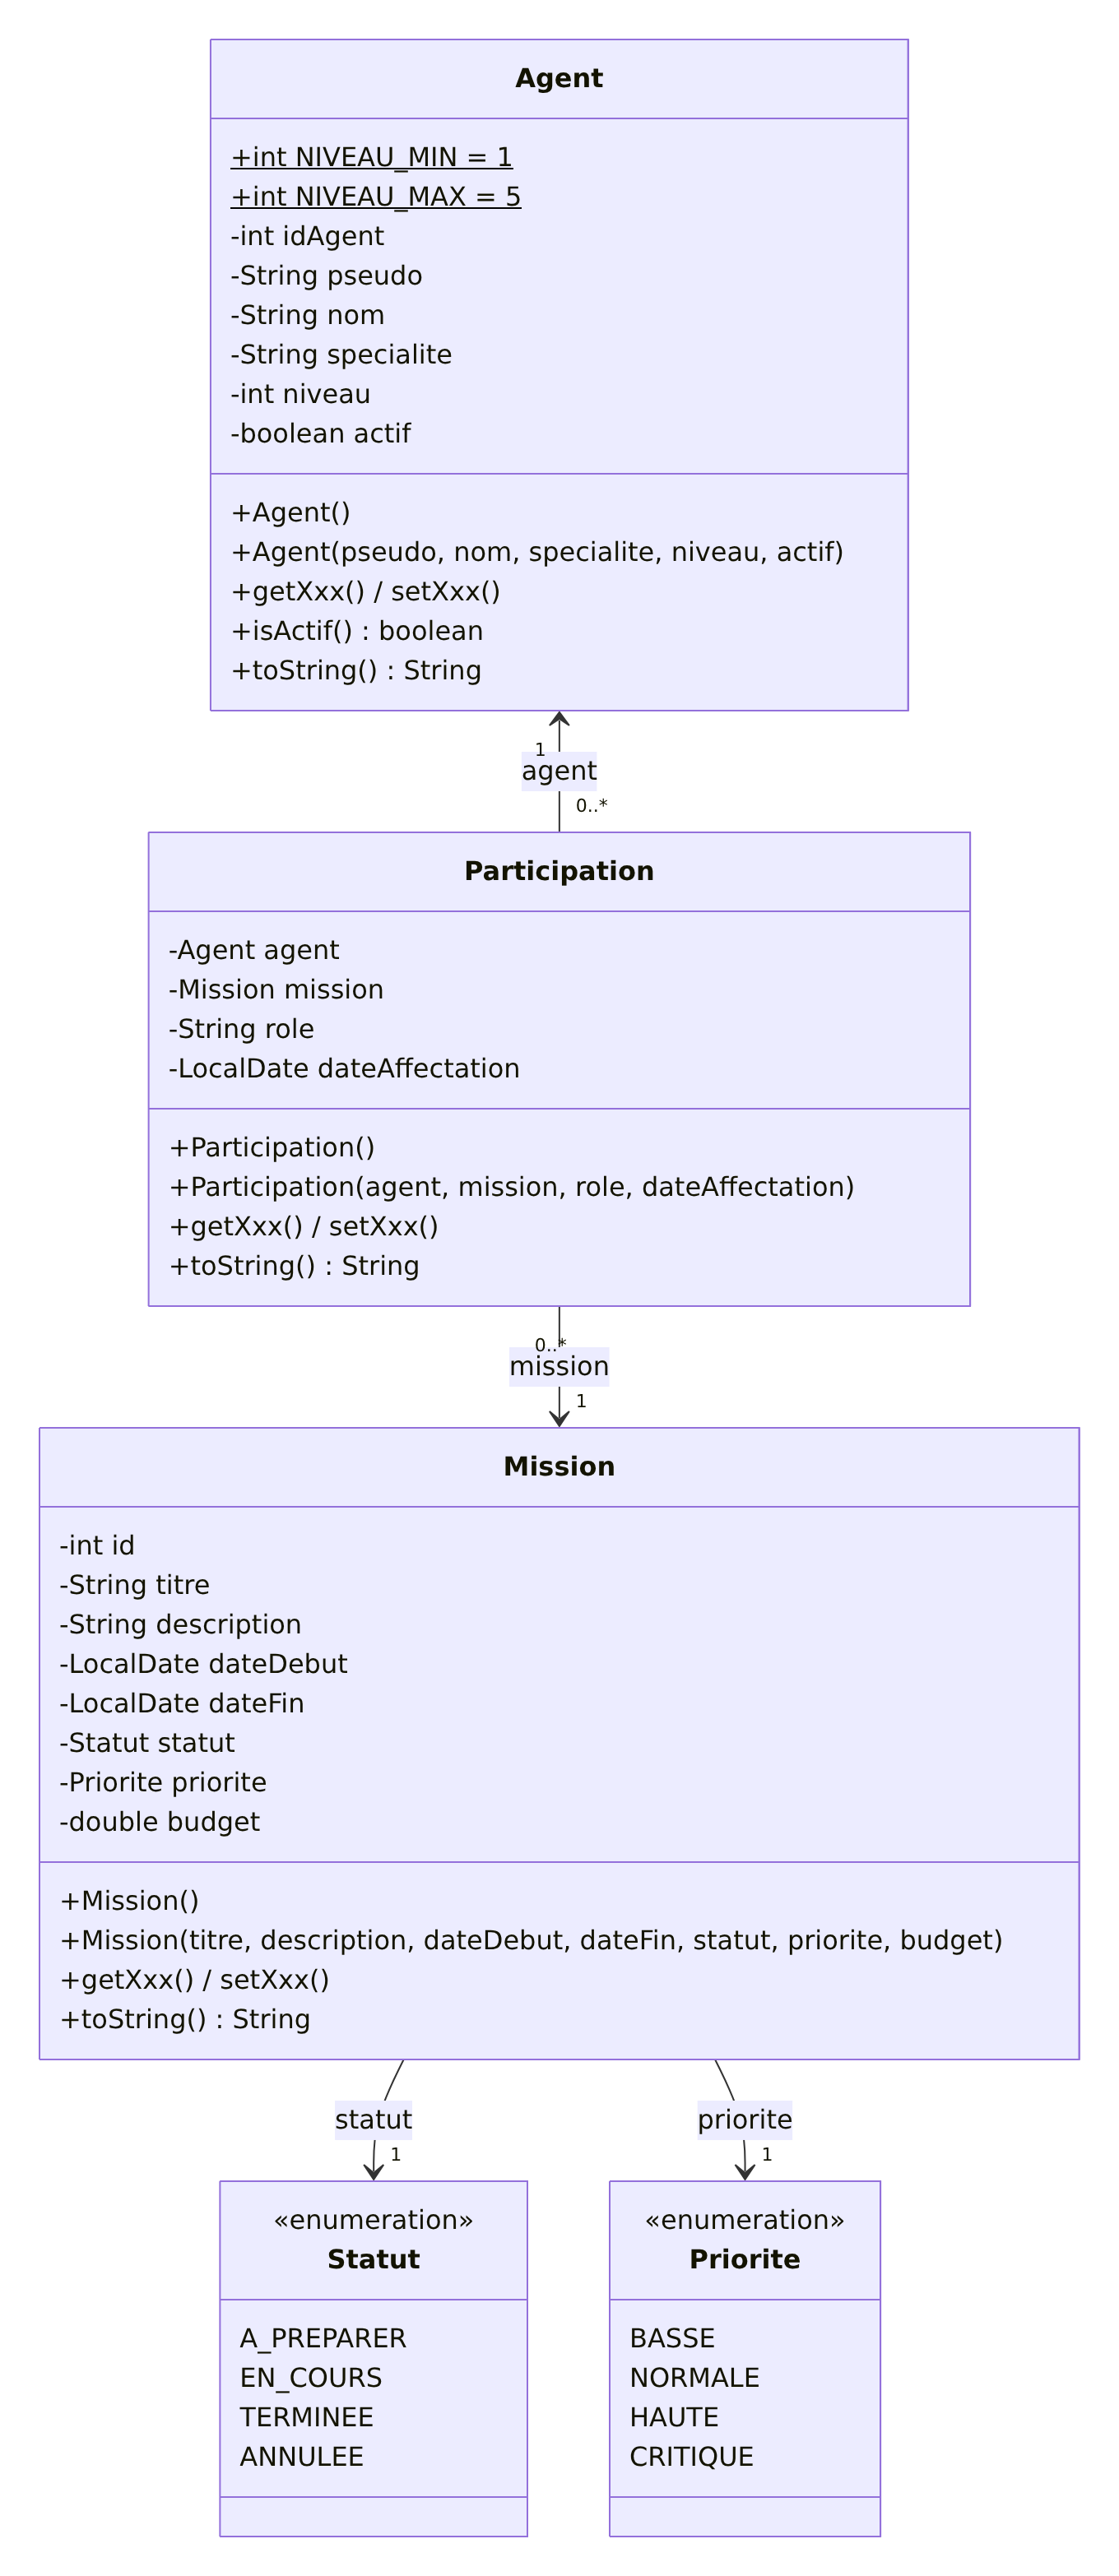 Agent
+int NIVEAU_MIN = 1
+int NIVEAU_MAX = 5
-int idAgent
-String pseudo
-String nom
-String specialite
-int niveau
-boolean actif
+Agent()
+Agent(pseudo, nom, specialite, niveau, actif)
+getXxx() / setXxx()
+isActif() : boolean
+toString() : String
1
agent
0..*
Participation
-Agent agent
-Mission mission
-String role
-LocalDate dateAffectation
+Participation()
+Participation(agent, mission, role, dateAffectation)
+getXxx() / setXxx()
+toString() : String
0..*
mission
1
Mission
-int id
-String titre
-String description
-LocalDate dateDebut
-LocalDate dateFin
-Statut statut
-Priorite priorite
-double budget
+Mission()
+Mission(titre, description, dateDebut, dateFin, statut, priorite, budget)
+getXxx() / setXxx()
+toString() : String
statut
1
priorite
1
«enumeration»
Statut
A_PREPARER
EN_COURS
TERMINEE
ANNULEE
«enumeration»
Priorite
BASSE
NORMALE
HAUTE
CRITIQUE